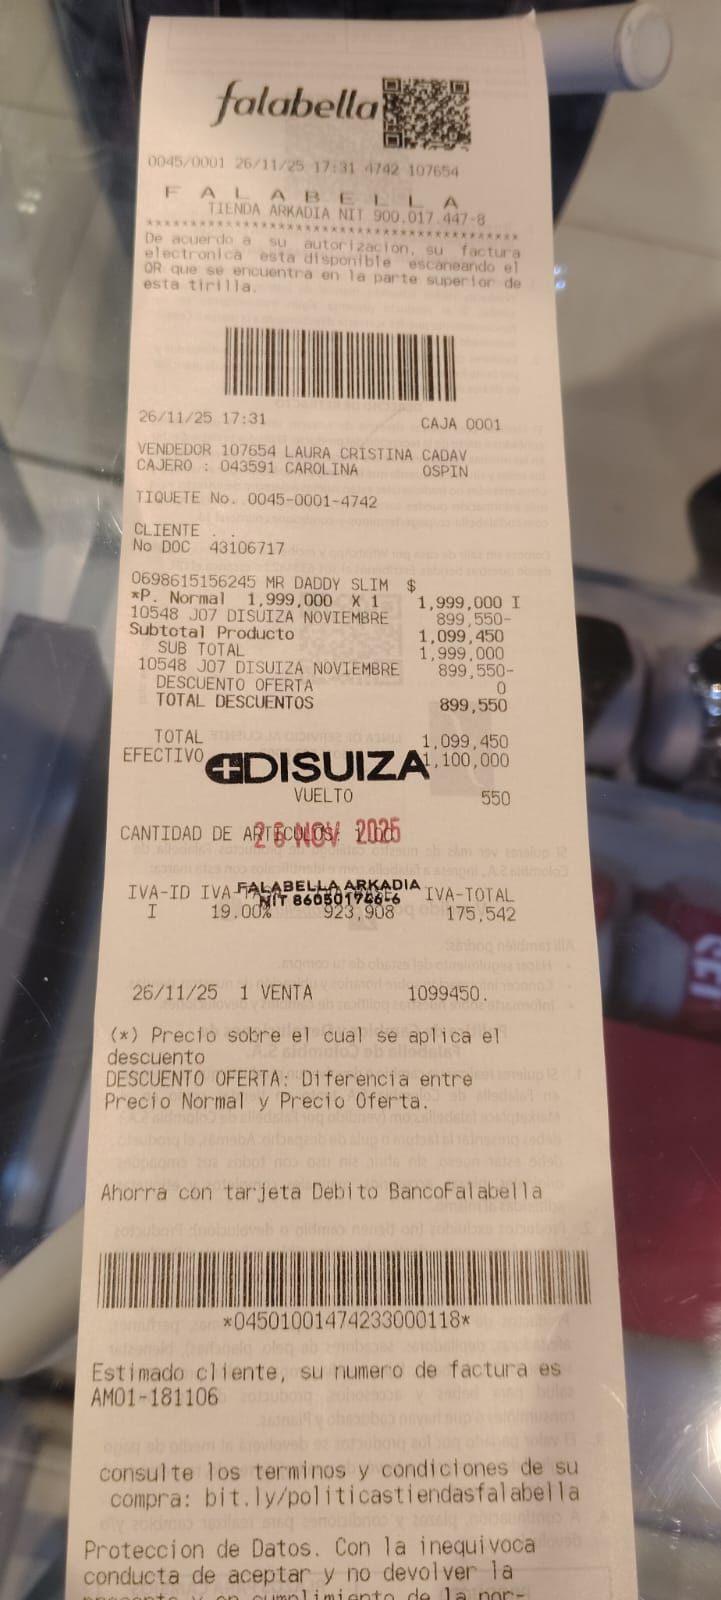 falabella
0045/0001 26/11/25 17:31 4742 107654
F A L A B E L L A
TIENDA ARKADIA NIT 900.017.447-8
****************************************
De acuerdo a su autorizacion, su factura
electronica esta disponible escaneando el
QR que se encuentra en la parte superior de
esta tirilla.
26/11/25 17:31 CAJA 0001
VENDEDOR 107654 LAURA CRISTINA CADAV
CAJERO : 043591 CAROLINA OSPIN
TIQUETE No. 0045-0001-4742
CLIENTE . .
No DOC 43106717
0698615156245 MR DADDY SLIM $
*P. Normal 1,999,000 X 1 1,999,000 I
10548 J07 DISUIZA NOVIEMBRE 899,550-
Subtotal Producto 1,099,450
SUB TOTAL 1,999,000
10548 J07 DISUIZA NOVIEMBRE 899,550-
DESCUENTO OFERTA 0
TOTAL DESCUENTOS 899,550
TOTAL 1,099,450
EFECTIVO 1,100,000
DISUIZA
VUELTO 550
CANTIDAD DE ARTICULOS: 1.00
26 NOV 2025
FALABELLA ARKADIA
NIT 860501746-6
IVA-ID IVA- IVA-TOTAL
I 19.00% 923,908 175,542
26/11/25 1 VENTA 1099450.
(*) Precio sobre el cual se aplica el
descuento
DESCUENTO OFERTA: Diferencia entre
Precio Normal y Precio Oferta.
Ahorra con tarjeta Debito BancoFalabella
*04501001474233000118*
Estimado cliente, su numero de factura es
AM01-181106
consulte los terminos y condiciones de su
compra: bit.ly/politicastiendasfalabella
Proteccion de Datos. Con la inequivoca
conducta de aceptar y no devolver la